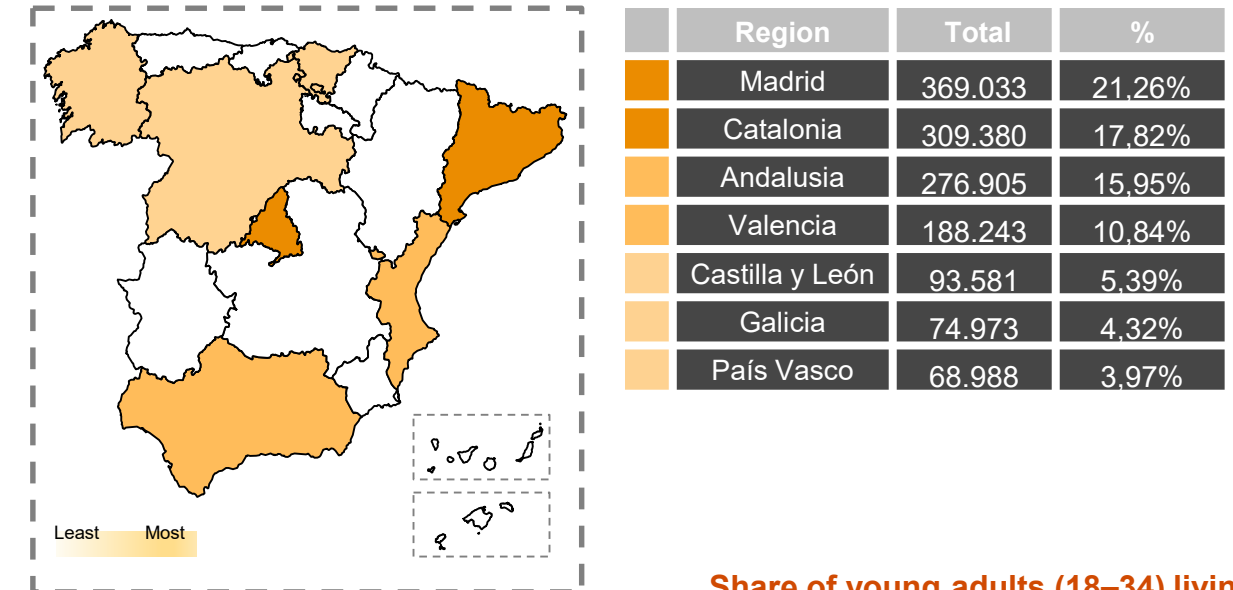 Region Total %
Madrid 369.033 21,26%
Catalonia 309.380 17,82%
Andalusia 276.905 15,95%
Valencia 188.243 10,84%
Castilla y León 93.581 5,39%
Galicia 74.973 4,32%
País Vasco 68.988 3,97%
Least Most
Share of young adults (18–34)